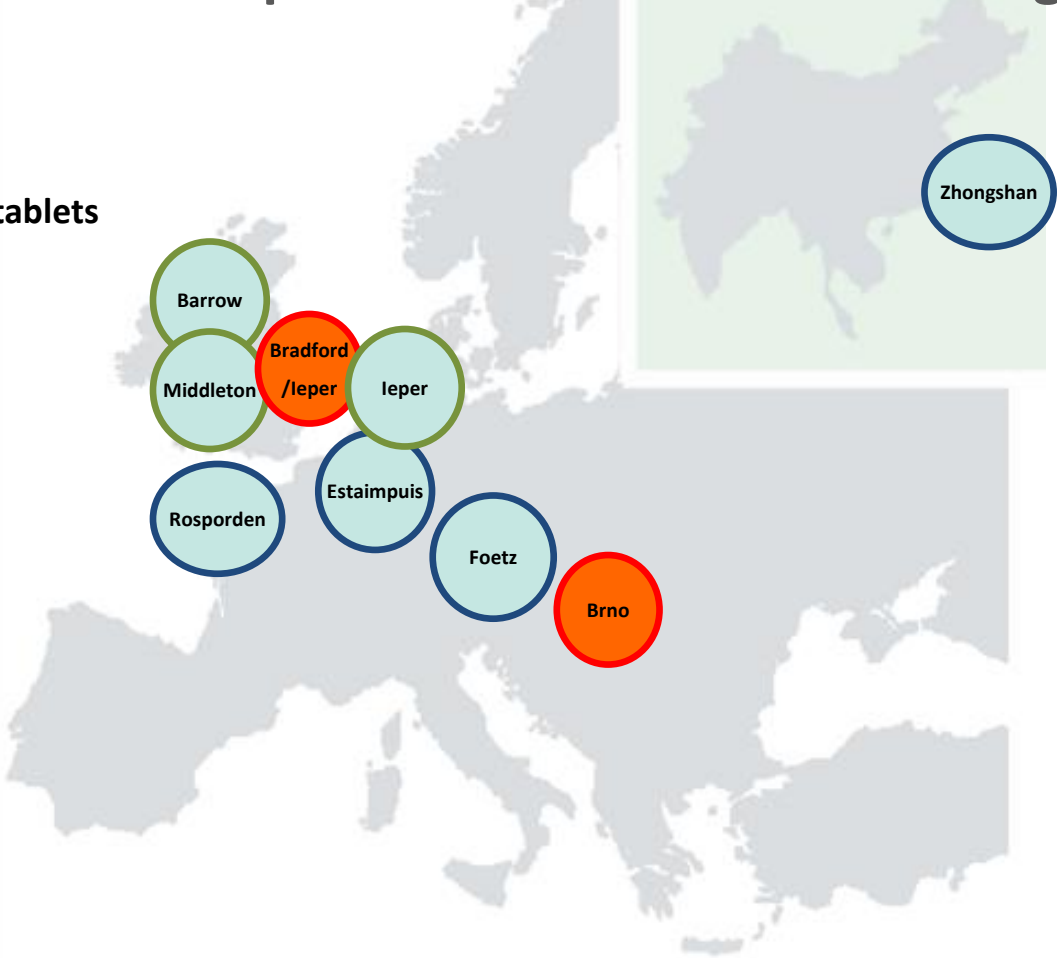 tablets
Zhongshan
Barrow
Bradford
/Ieper
Middleton
Ieper
Estaimpuis
Rosporden
Foetz
Brno